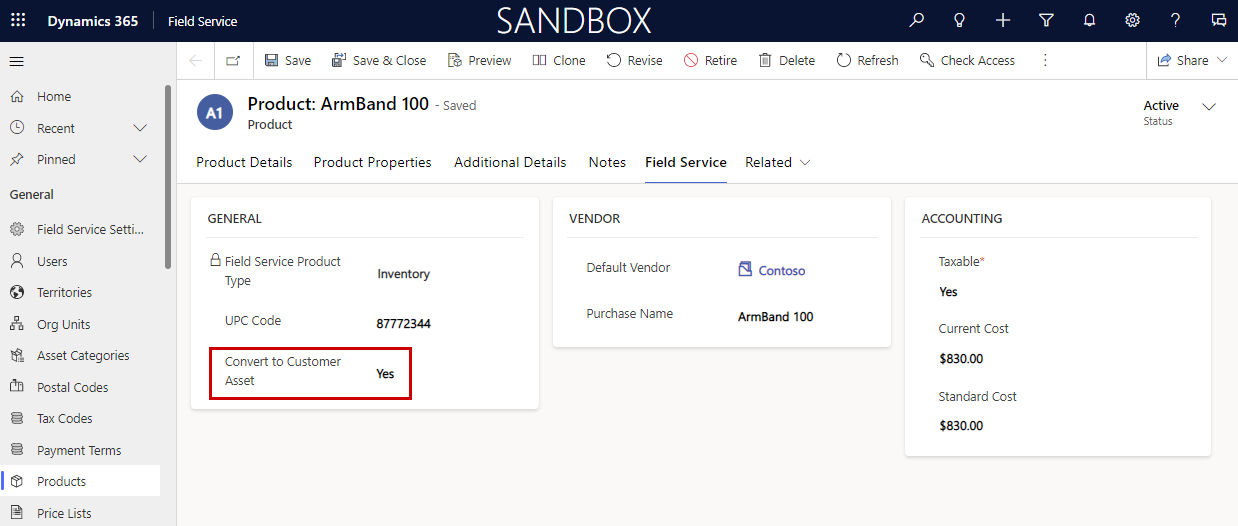 Dynamics 365 Field Service SANDBOX
Save Save & Close Preview Clone Revise Retire Delete Refresh Check Access Share
Home
Recent
Pinned
General
Field Service Setti...
Users
Territories
Org Units
Asset Categories
Postal Codes
Tax Codes
Payment Terms
Products
Price Lists
A1
Product: ArmBand 100 - Saved
Product
Active
Status
Product Details Product Properties Additional Details Notes Field Service Related
GENERAL
Field Service Product
Type
Inventory
UPC Code 87772344
Convert to Customer
Asset
Yes
VENDOR
Default Vendor Contoso
Purchase Name ArmBand 100
ACCOUNTING
Taxable*
Yes
Current Cost
$830.00
Standard Cost
$830.00